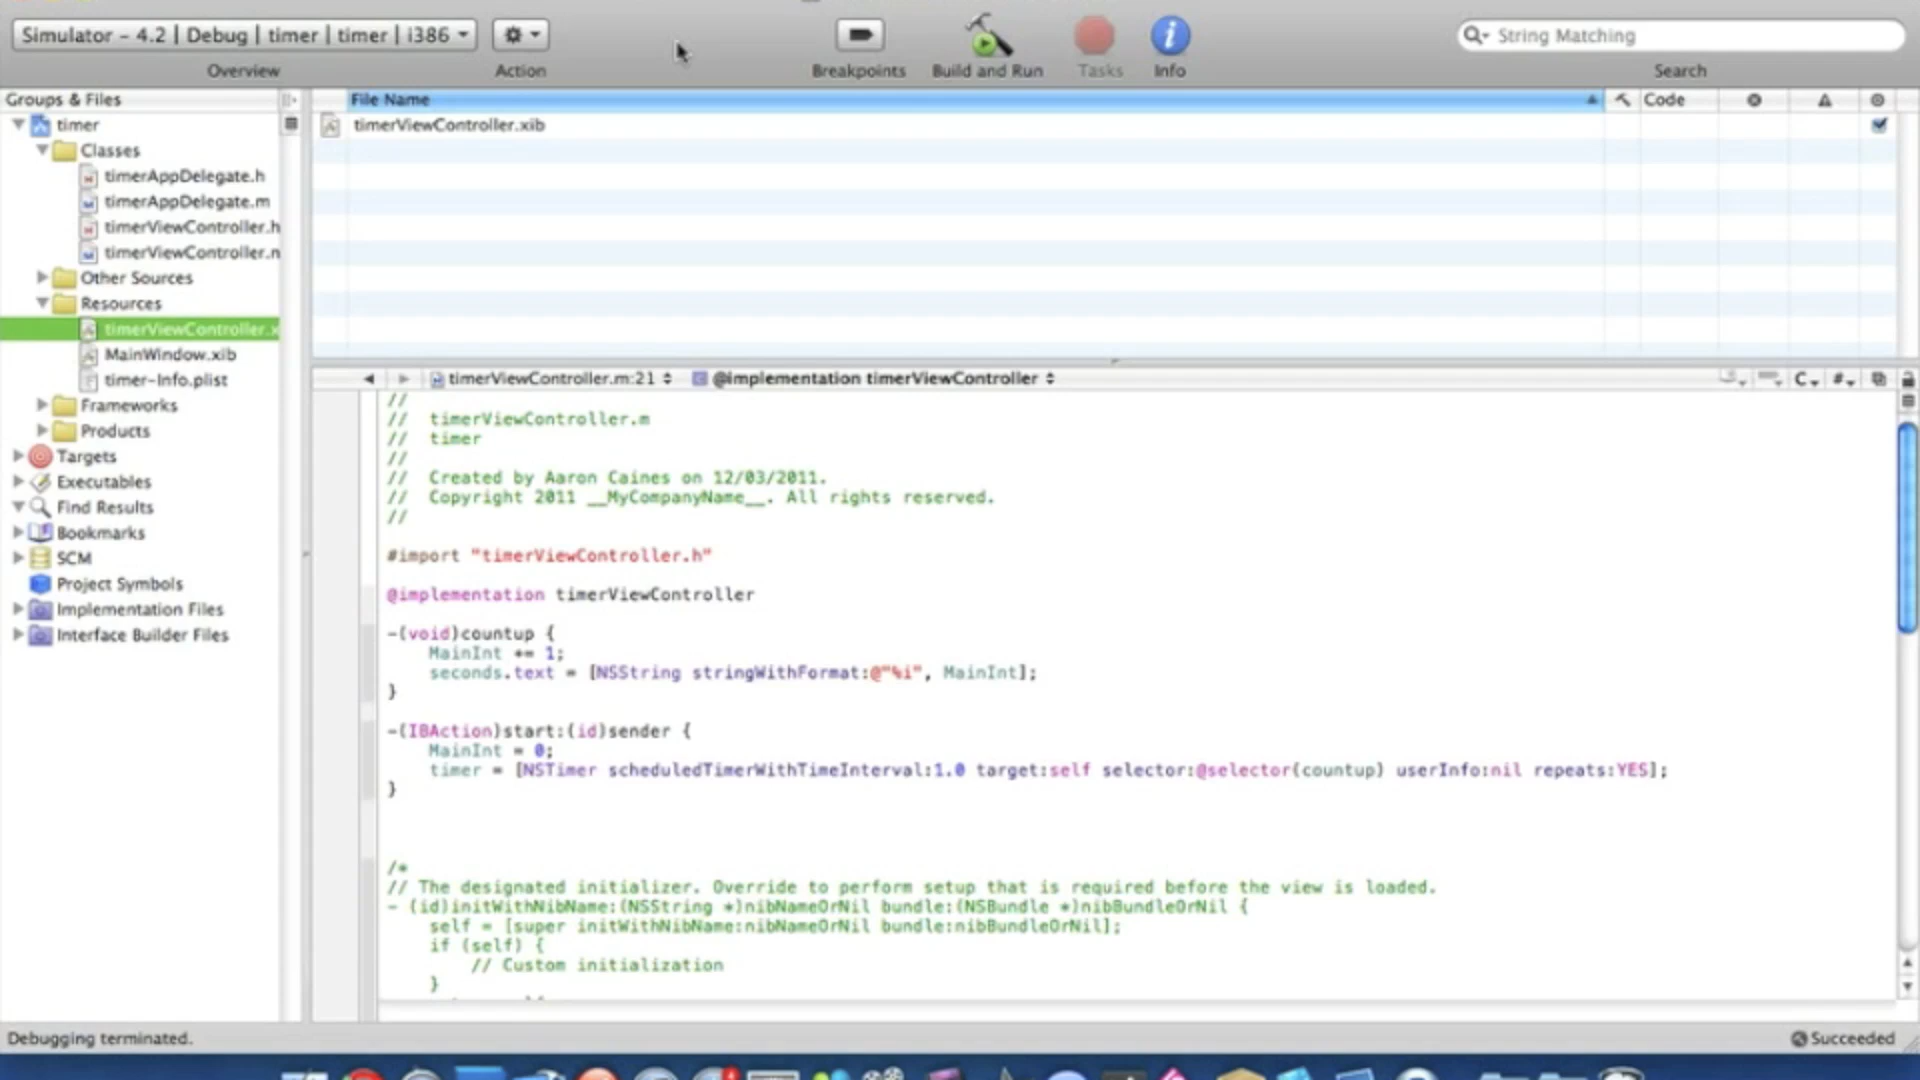 Simulator - 4.2 | Debug | timer | timer | i386
String Matching
Overview
Action
Breakpoints
Build and Run
Tasks
Info
Search
Groups & Files
File Name
Code
timer
timerViewController.xib
Classes
timerAppDelegate.h
timerAppDelegate.m
timerViewController.h
timerViewController.n
Other Sources
Resources
timerViewController.x
MainWindow.xib
timer-Info.plist
Frameworks
Products
Targets
Executables
Find Results
Bookmarks
SCM
Project Symbols
Implementation Files
Interface Builder Files
timerViewController.m:21
@implementation timerViewController
C
#
//
// timerViewController.m
// timer
//
// Created by Aaron Caines on 12/03/2011.
// Copyright 2011 __MyCompanyName__. All rights reserved.
//
#import "timerViewController.h"
@implementation timerViewController
-(void)countup {
MainInt += 1;
seconds.text = [NSString stringWithFormat:@"%i", MainInt];
}
-(IBAction)start:(id)sender {
MainInt = 0;
timer = [NSTimer scheduledTimerWithTimeInterval:1.0 target:self selector:@selector(countup) userInfo:nil repeats:YES];
}
/*
// The designated initializer. Override to perform setup that is required before the view is loaded.
- (id)initWithNibName:(NSString *)nibNameOrNil bundle:(NSBundle *)nibBundleOrNil {
self = [super initWithNibName:nibNameOrNil bundle:nibBundleOrNil];
if (self) {
// Custom initialization
}
Debugging terminated.
Succeeded